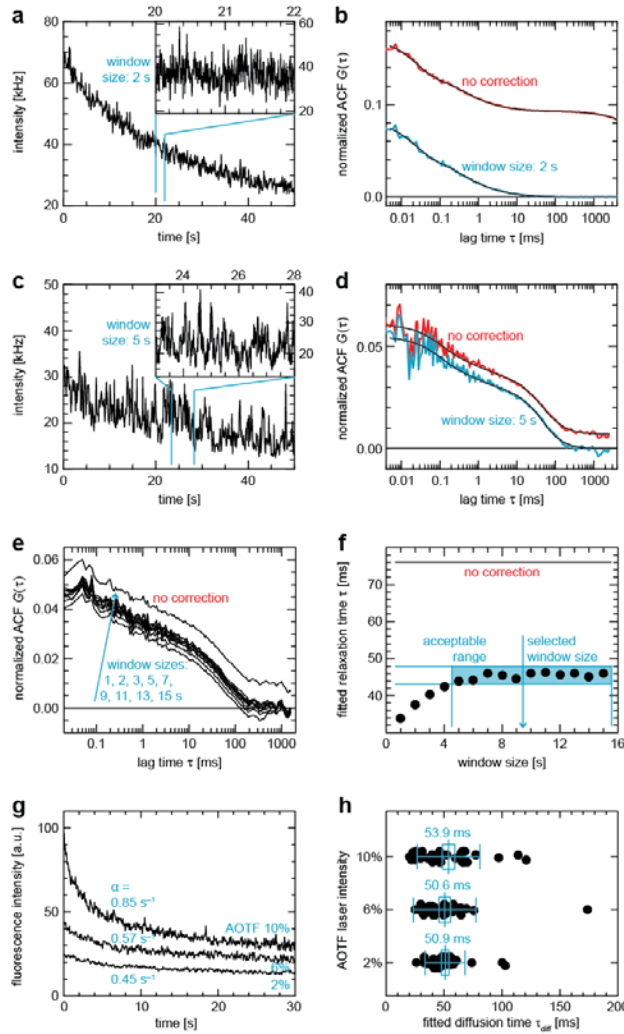 a
20 21 22
window
size: 2 s
60
40
20
80
60
40
20
intensity [kHz]
0 20 40
time [s]
b
no correction
window size: 2 s
0.1
0.0
normalized ACF G(τ)
0.01 0.1 1 10 100 1000
lag time τ [ms]
c
24 26 28
window
size: 5 s
40
30
20
50
40
30
20
10
intensity [kHz]
0 20 40
time [s]
d
no correction
window size: 5 s
0.05
0.00
normalized ACF G(τ)
0.01 0.1 1 10 100 1000
lag time τ [ms]
e
no correction
window sizes:
1, 2, 3, 5, 7,
9, 11, 13, 15 s
0.06
0.04
0.02
0.00
normalized ACF G(τ)
0.1 1 10 100 1000
lag time τ [ms]
f
no correction
acceptable
range
selected
window size
70
60
50
40
30
fitted relaxation time τ [ms]
0 4 8 12 16
window size [s]
g
α =
0.85 s⁻¹
AOTF 10%
0.57 s⁻¹
6%
0.45 s⁻¹
2%
100
50
0
fluorescence intensity [a.u.]
0 10 20 30
time [s]
h
53.9 ms
50.6 ms
50.9 ms
10%
6%
2%
AOTF laser intensity
0 50 100 150 200
fitted diffusion time τdiff [ms]